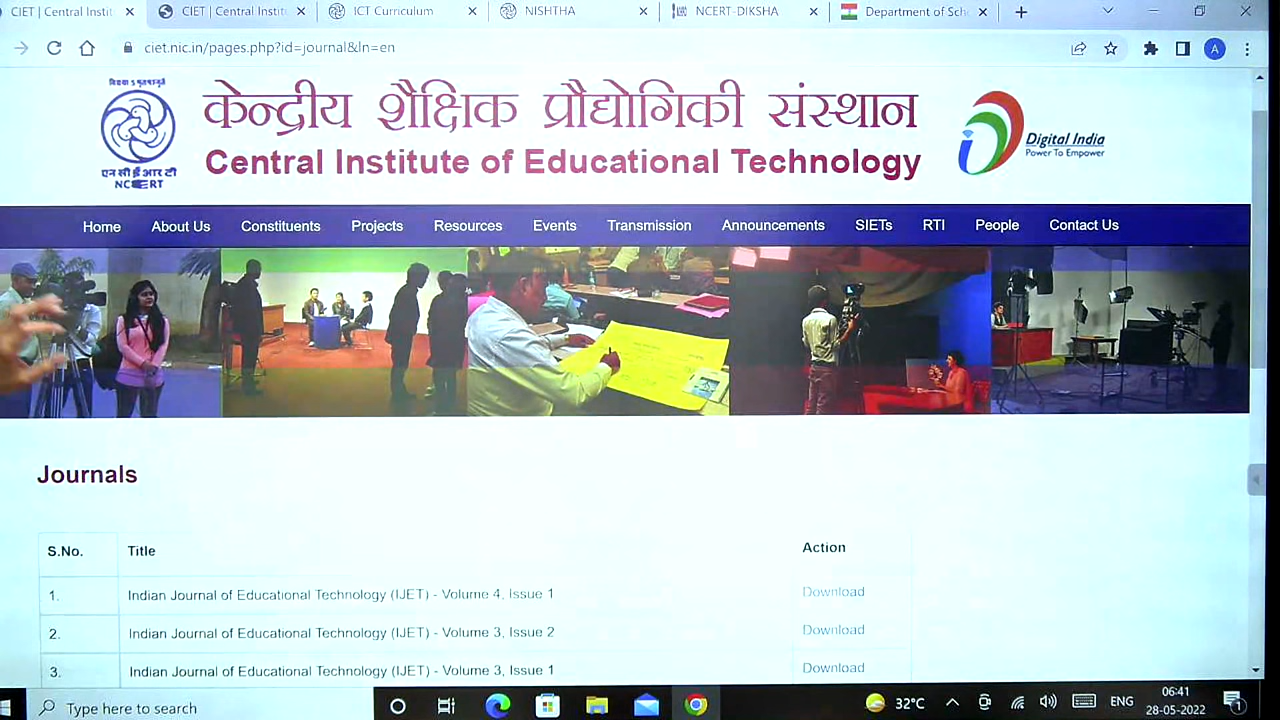 CIET | Central Instit
CIET | Central Instit
ICT Curriculum
NISHTHA
NCERT-DIKSHA
Department of Scho
ciet.nic.in/pages.php?id=journal&ln=en
A
एन सी ई आर टी
NCERT
केन्द्रीय शैक्षिक प्रौद्योगिकी संस्थान
Central Institute of Educational Technology
Digital India
Power To Empower
Home About Us Constituents Projects Resources Events Transmission Announcements SIETs RTI People Contact Us
Journals
S.No. Title Action
1. Indian Journal of Educational Technology (IJET) - Volume 4, Issue 1 Download
2. Indian Journal of Educational Technology (IJET) - Volume 3, Issue 2 Download
3. Indian Journal of Educational Technology (IJET) - Volume 3, Issue 1 Download
Type here to search
32°C
ENG
06:41
28-05-2022
1